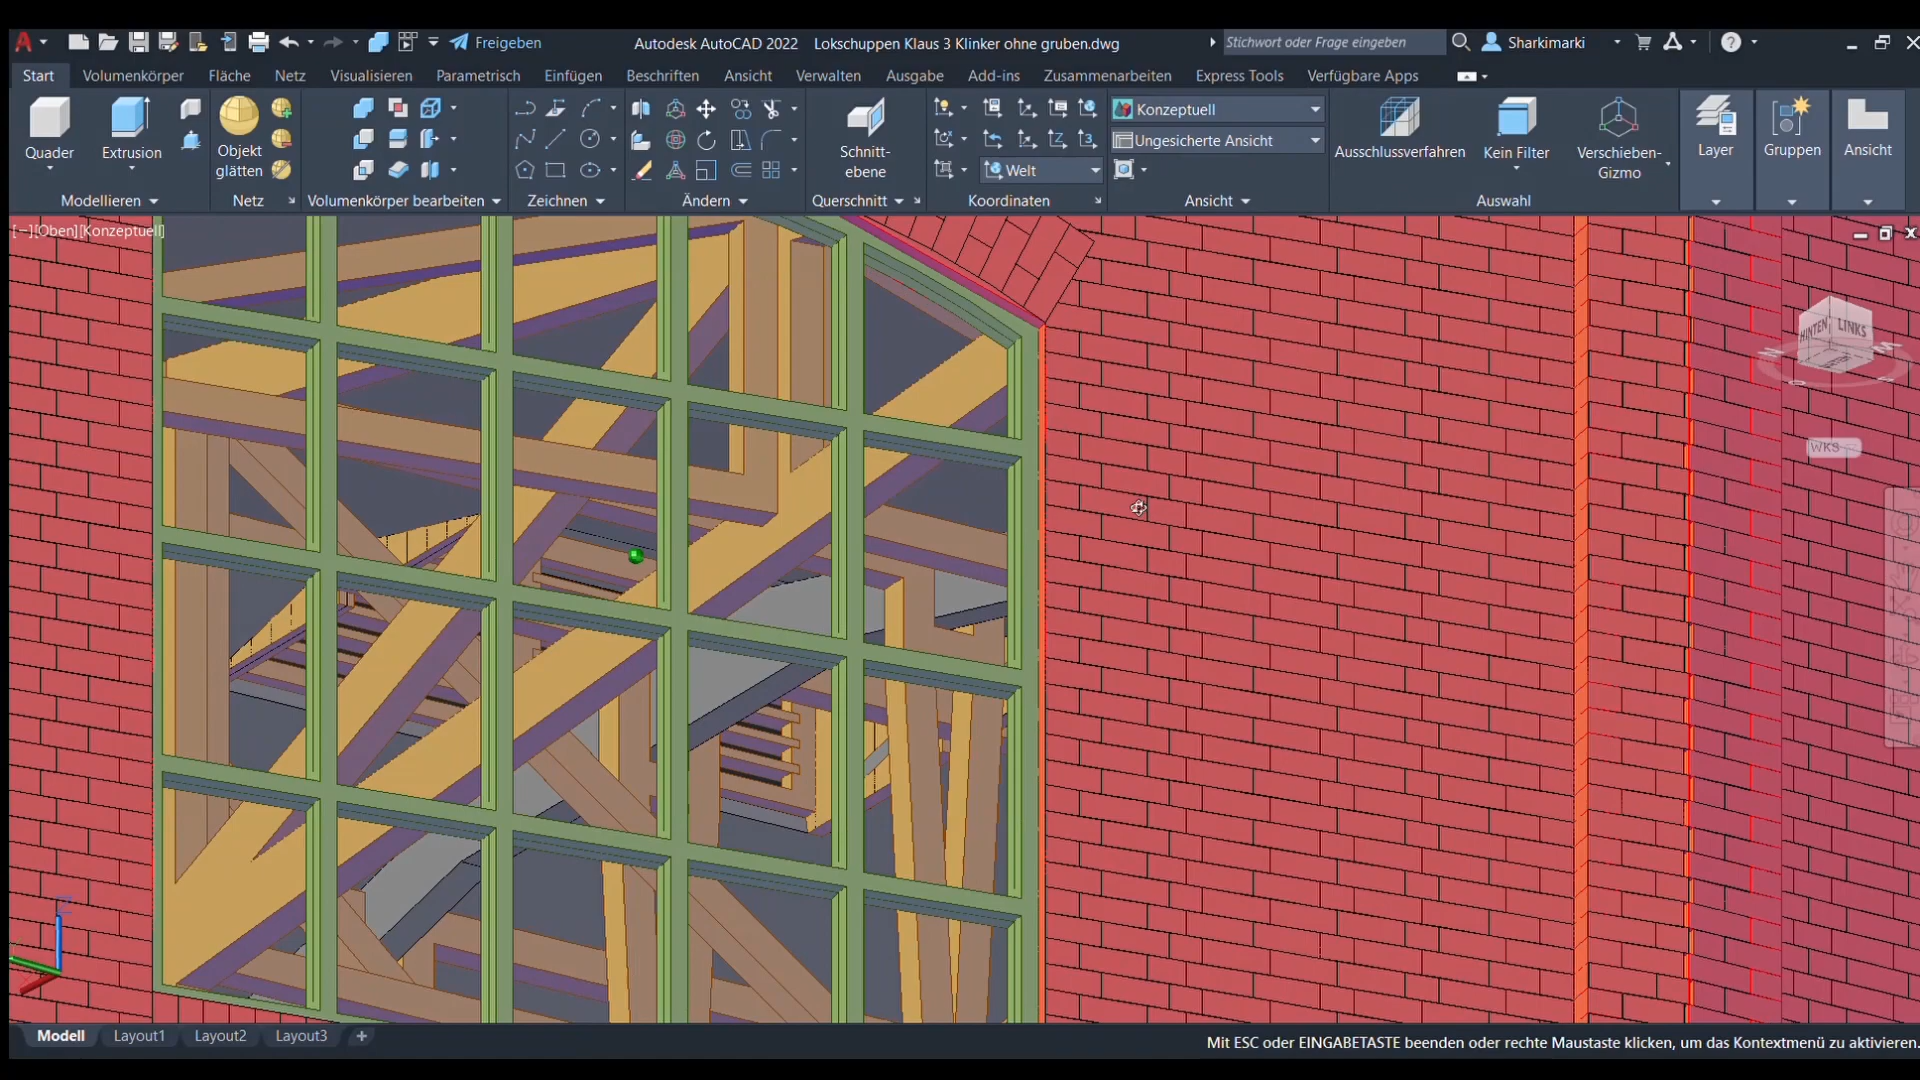 Freigeben
Autodesk AutoCAD 2022 Lokschuppen Klaus 3 Klinker ohne gruben.dwg
Stichwort oder Frage eingeben
Sharkimarki
Start Volumenkörper Fläche Netz Visualisieren Parametrisch Einfügen Beschriften Ansicht Verwalten Ausgabe Add-ins Zusammenarbeiten Express Tools Verfügbare Apps
Quader
Extrusion
Objekt
glätten
Schnitt-
ebene
Welt
Konzeptuell
Ungesicherte Ansicht
Ausschlussverfahren
Kein Filter
Verschieben-
Gizmo
Layer
Gruppen
Ansicht
Modellieren
Netz
Volumenkörper bearbeiten
Zeichnen
Ändern
Querschnitt
Koordinaten
Ansicht
Auswahl
[−][Oben][Konzeptuell]
HINTEN LINKS
WKS
Modell Layout1 Layout2 Layout3 +
Mit ESC oder EINGABETASTE beenden oder rechte Maustaste klicken, um das Kontextmenü zu aktivieren.